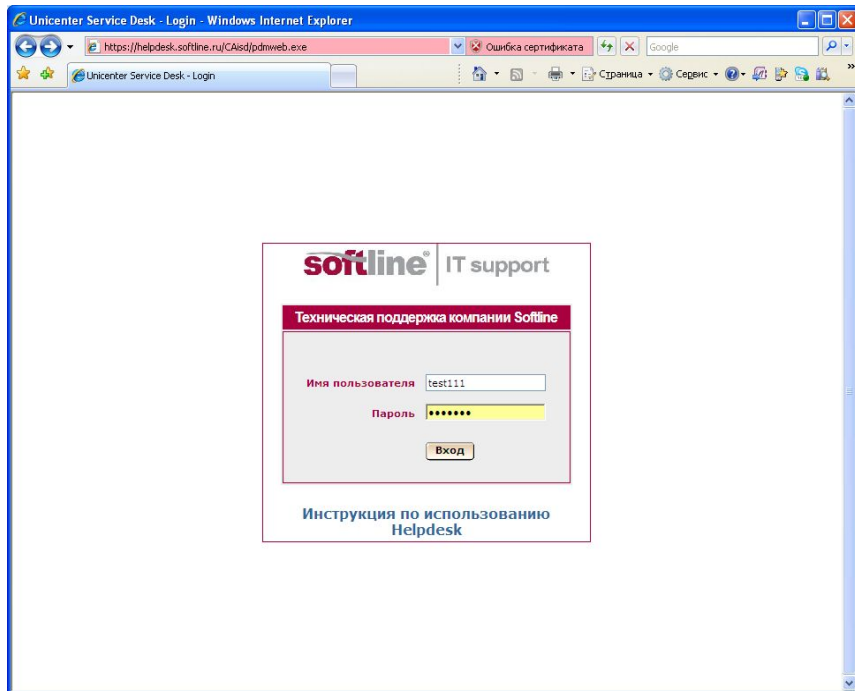 Unicenter Service Desk - Login - Windows Internet Explorer
https://helpdesk.softline.ru/CAisd/pdmweb.exe
Ошибка сертификата
Google
Unicenter Service Desk - Login
Страница
Сервис
»
softline® IT support
Техническая поддержка компании Softline
Имя пользователя test111
Пароль •••••••
Вход
Инструкция по использованию
Helpdesk